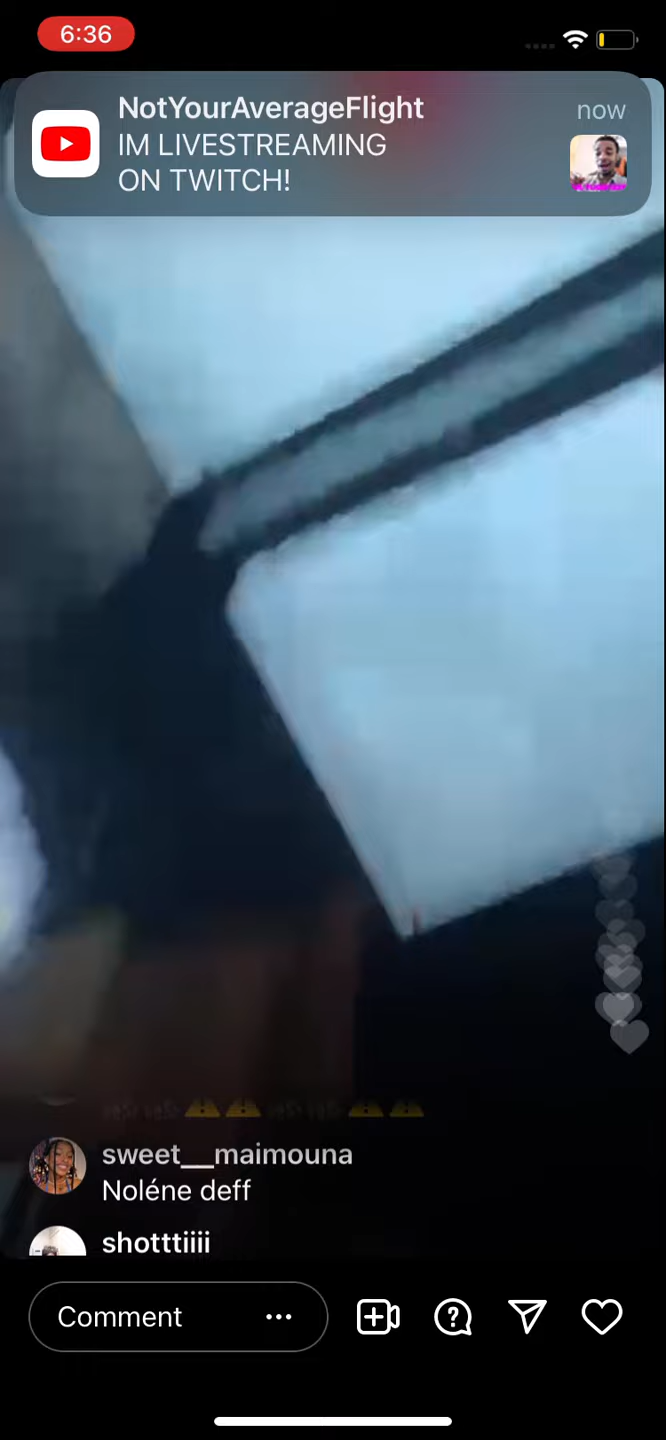 6:36
NotYourAverageFlight
now
IM LIVESTREAMING
ON TWITCH!
sweet__maimouna
Noléne deff
shotttiiii
Comment